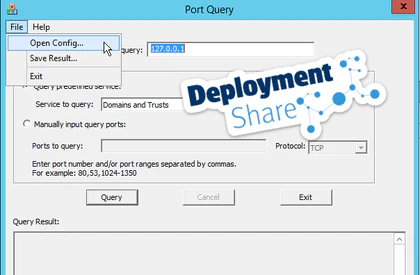 Port Query
x
File Help
Open Config...
Save Result...
Exit
query: 127.0.0.1
Query predefined service:
Service to query: Domains and Trusts
Manually input query ports:
Ports to query: Protocol: TCP
Enter port number and/or port ranges separated by commas.
For example: 80,53,1024-1350
Query Cancel Exit
Query Result:
Deployment
Share